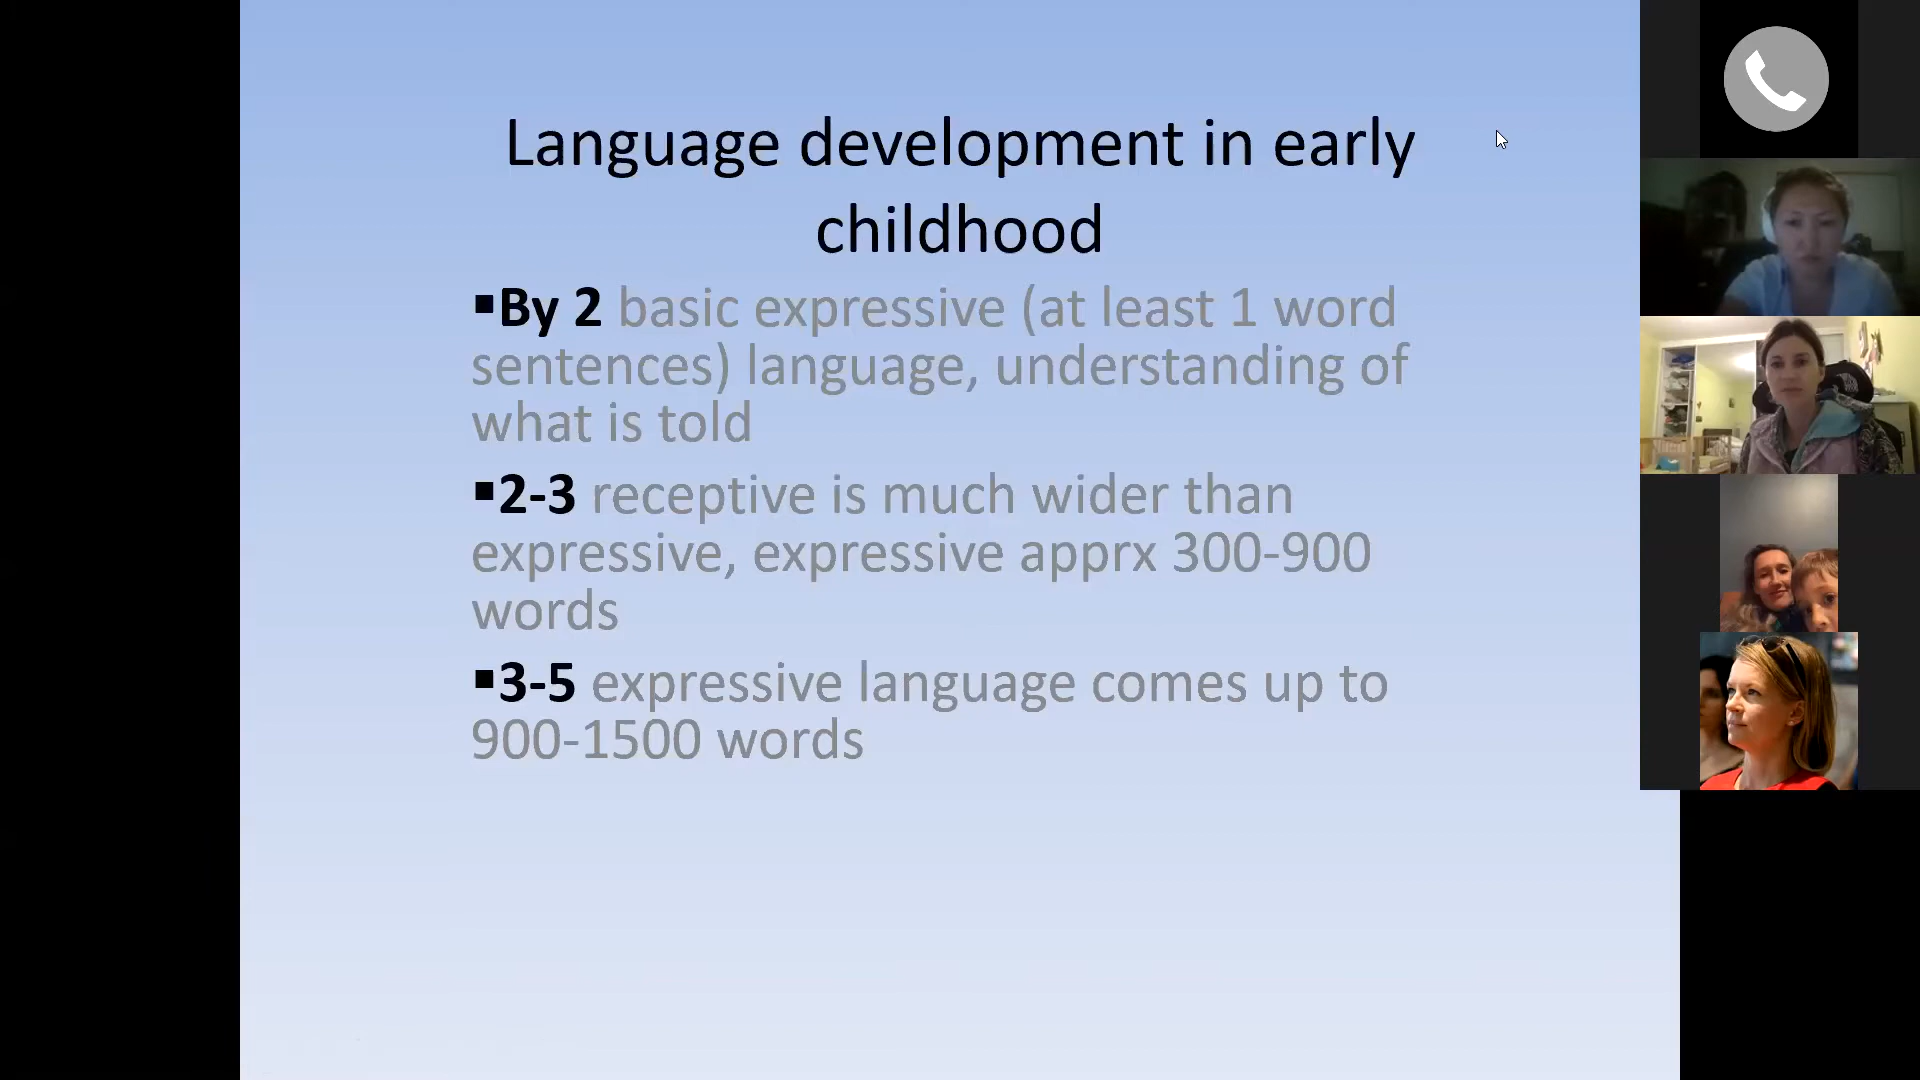 Language development in early
childhood
▪By 2 basic expressive (at least 1 word
sentences) language, understanding of
what is told
▪2-3 receptive is much wider than
expressive, expressive apprx 300-900
words
▪3-5 expressive language comes up to
900-1500 words